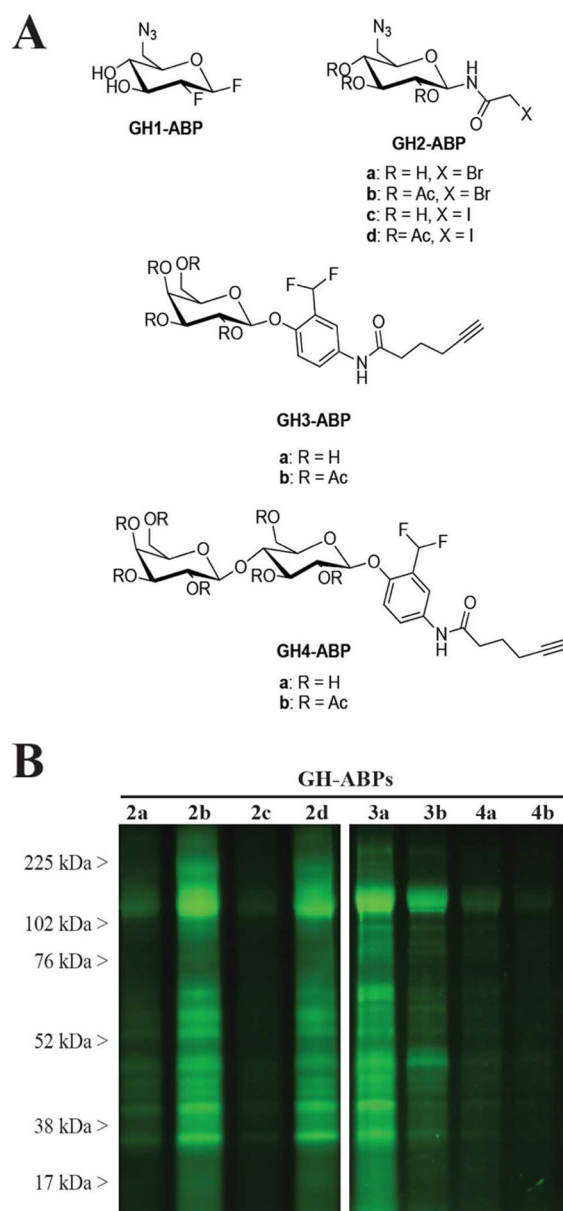 A
N3
O
HO
HO
F
F
GH1-ABP
N3
RO
O
H
N
RO
RO
O
X
GH2-ABP
a: R = H, X = Br
b: R = Ac, X = Br
c: R = H, X = I
d: R= Ac, X = I
RO OR
O
RO
RO
O
F F
O
N
H
GH3-ABP
a: R = H
b: R = Ac
RO OR
O
RO
OR
O
RO
O
RO
OR
O
F F
O
N
H
GH4-ABP
a: R = H
b: R = Ac
B
GH-ABPs
2a 2b 2c 2d 3a 3b 4a 4b
225 kDa >
102 kDa >
76 kDa >
52 kDa >
38 kDa >
17 kDa >